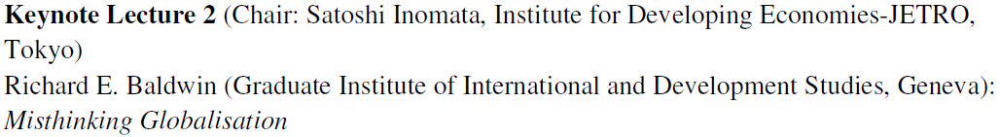 Keynote Lecture 2 (Chair: Satoshi Inomata, Institute for Developing Economies-JETRO,
Tokyo)
Richard E. Baldwin (Graduate Institute of International and Development Studies, Geneva):
Misthinking Globalisation